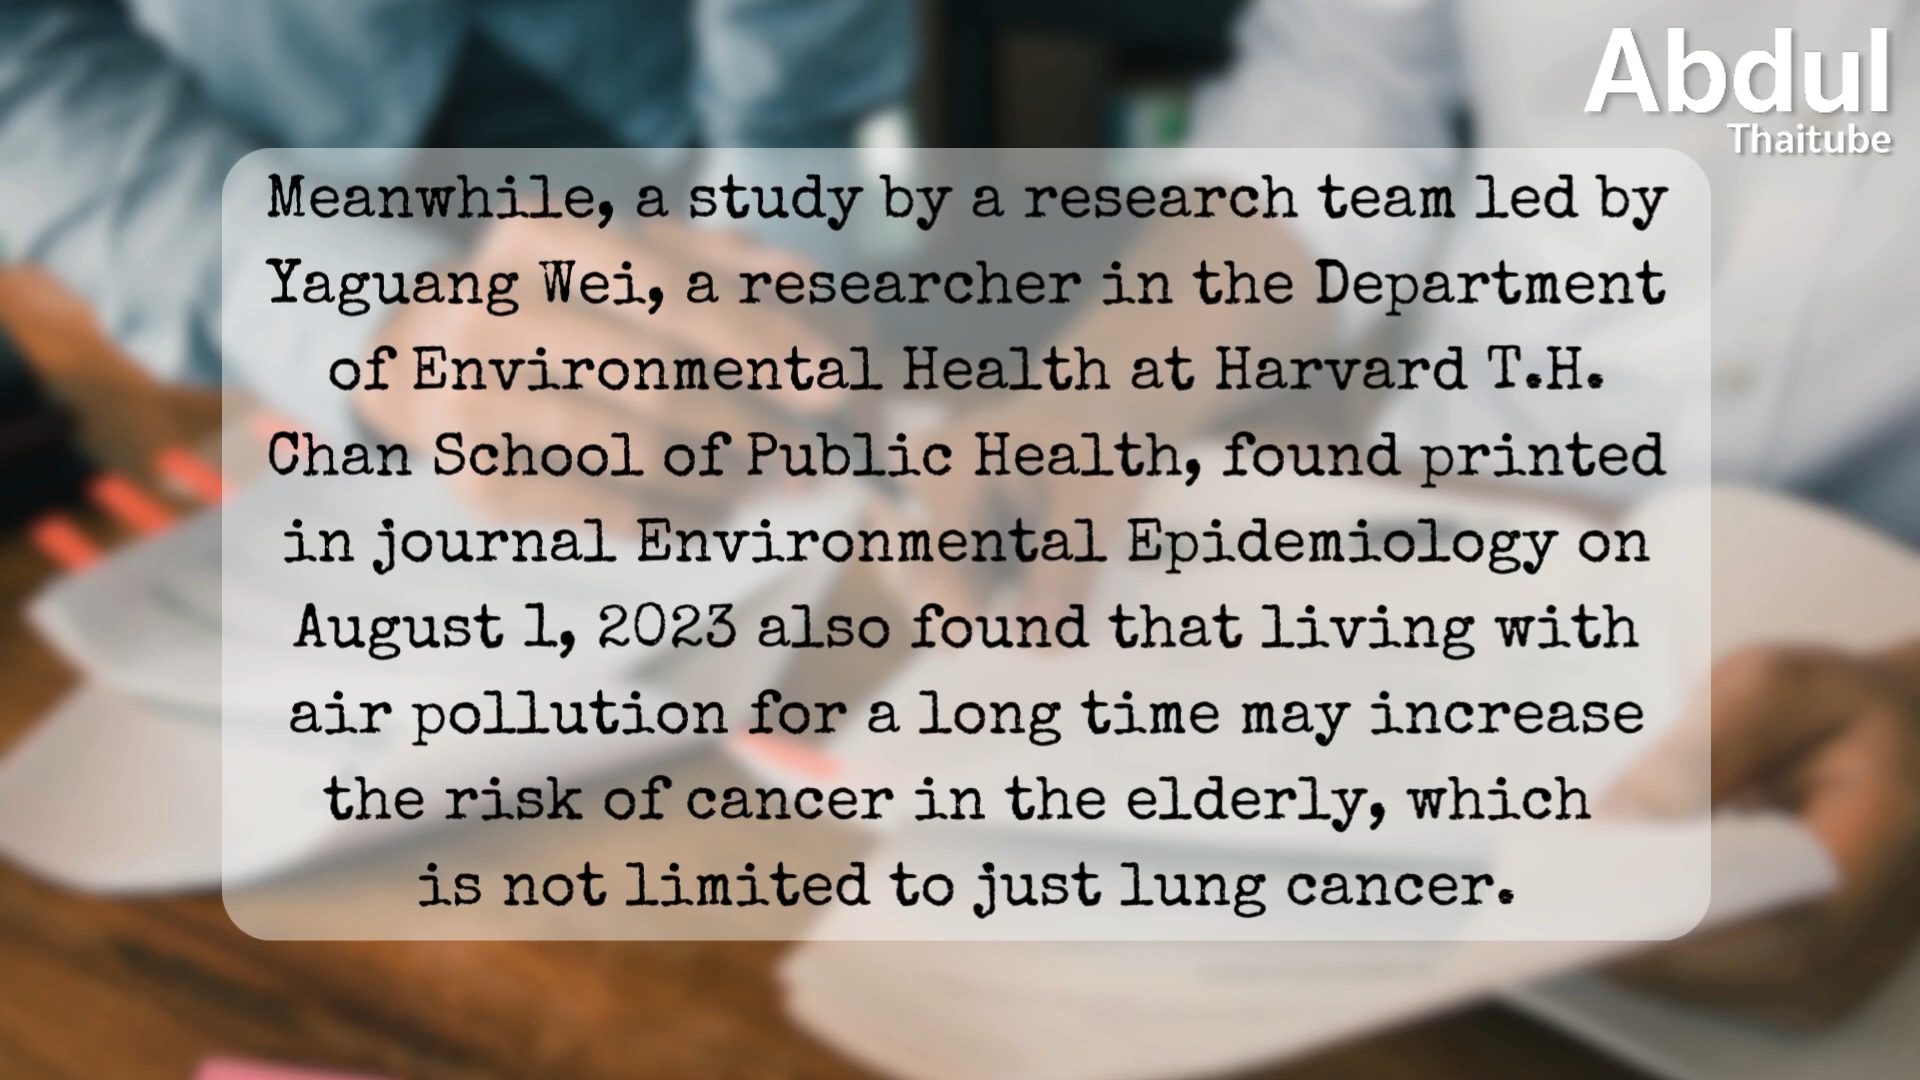 Abdul
Thaitube
Meanwhile, a study by a research team led by
Yaguang Wei, a researcher in the Department
of Environmental Health at Harvard T.H.
Chan School of Public Health, found printed
in journal Environmental Epidemiology on
August 1, 2023 also found that living with
air pollution for a long time may increase
the risk of cancer in the elderly, which
is not limited to just lung cancer.